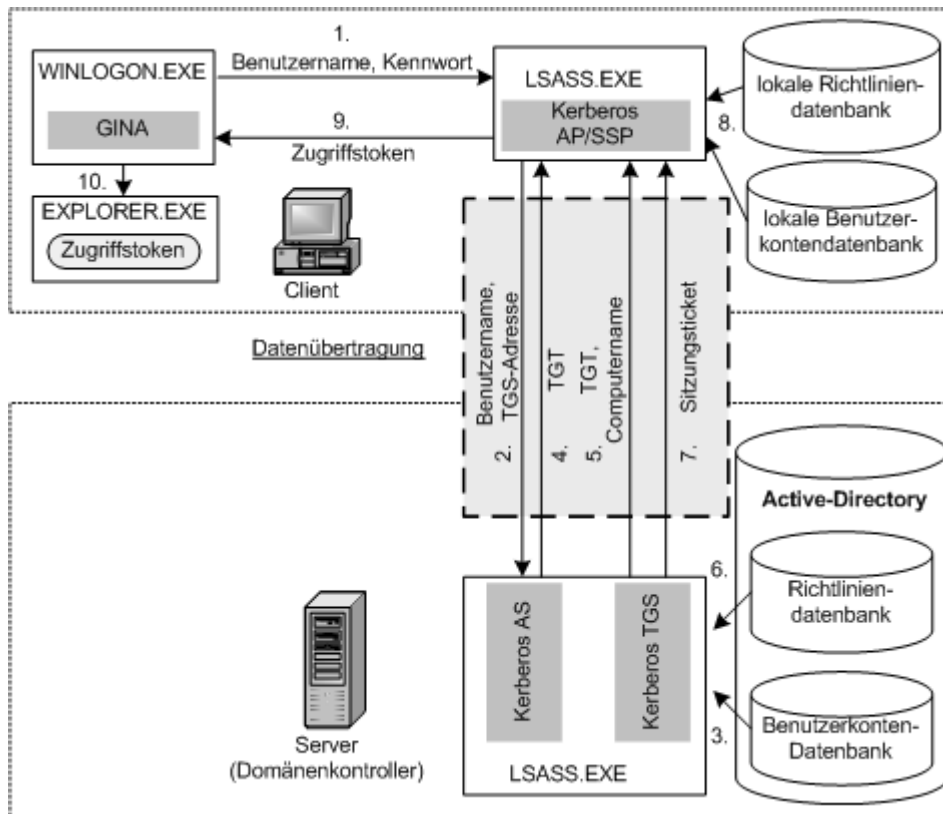 1.
Benutzername, Kennwort
WINLOGON.EXE
GINA
LSASS.EXE
Kerberos
AP/SSP
lokale Richtlinien-
datenbank
8.
9.
Zugriffstoken
10.
EXPLORER.EXE
Zugriffstoken
Client
lokale Benutzer-
kontendatenbank
Datenübertragung
2.
Benutzername,
TGS-Adresse
4.
TGT
5.
TGT,
Computername
7.
Sitzungsticket
Active-Directory
6.
Richtlinien-
datenbank
Kerberos AS
Kerberos TGS
3.
Benutzerkonten-
Datenbank
LSASS.EXE
Server
(Domänenkontroller)